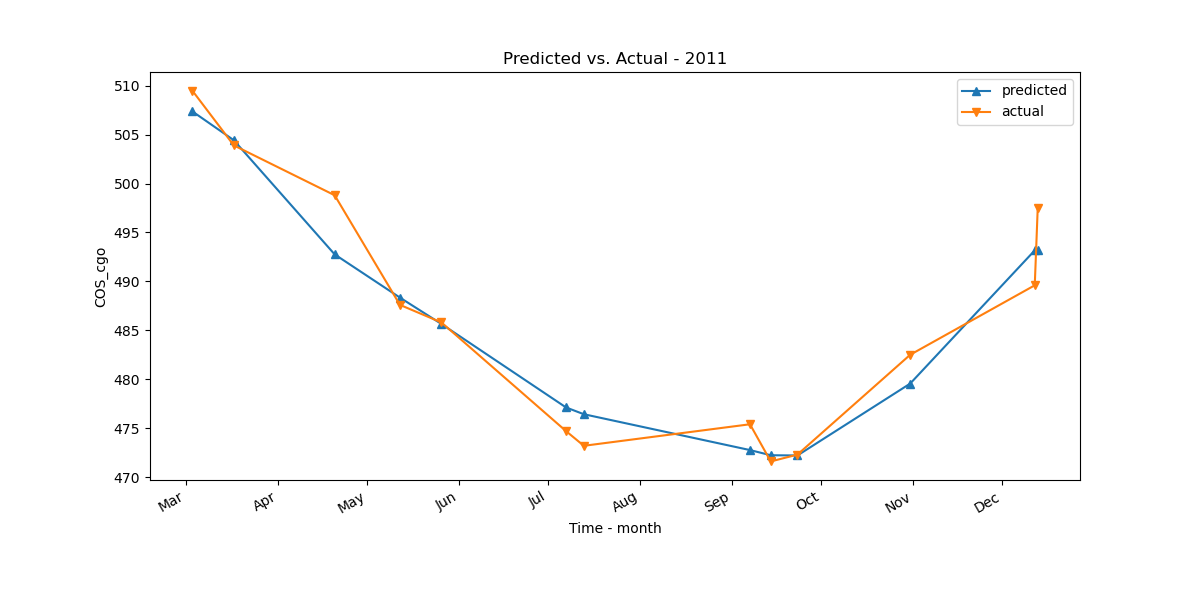 Predicted vs. Actual - 2011
predicted
actual
510
505
500
495
490
485
480
475
470
COS_cgo
Mar
Apr
May
Jun
Jul
Aug
Sep
Oct
Nov
Dec
Time - month